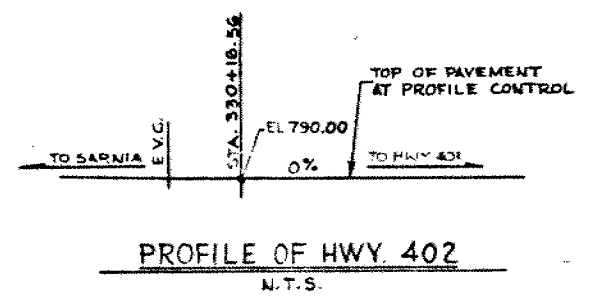 STA. 330+18.56
TOP OF PAVEMENT
AT PROFILE CONTROL
E.V.C.
EL 790.00
TO SARNIA
0%
TO HWY 401
PROFILE OF HWY. 402
N.T.S.